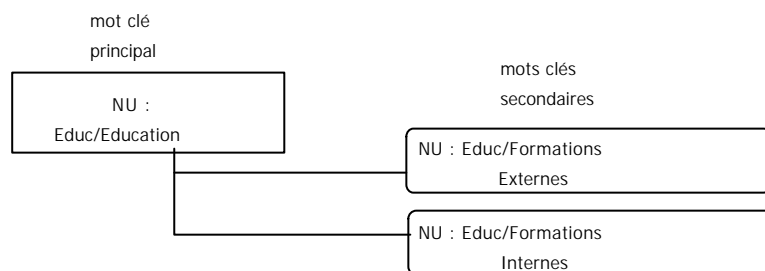 mot clé
principal
mots clés
secondaires
NU :
Educ/Education
NU : Educ/Formations
Externes
NU : Educ/Formations
Internes